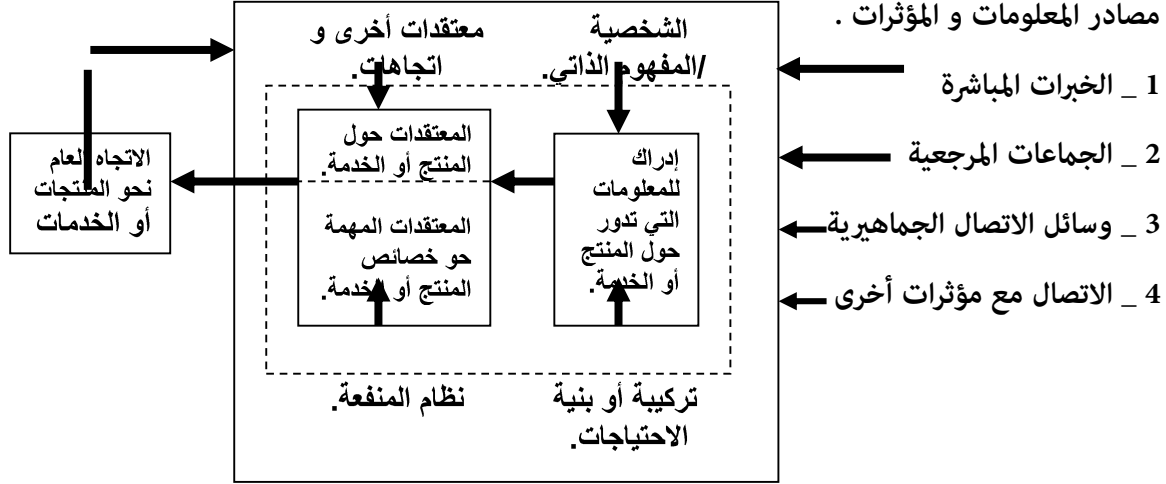 مصادر المعلومات و المؤثرات .
1 _ الخبرات المباشرة
2 _ الجماعات المرجعية
3 _ وسائل الاتصال الجماهيرية
4 _ الاتصال مع مؤثرات أخرى
الشخصية
/المفهوم الذاتي.
معتقدات أخرى و
اتجاهات.
إدراك
للمعلومات
التي تدور
حول المنتج
أو الخدمة.
المعتقدات حول
المنتج أو الخدمة.
المعتقدات المهمة
حو خصائص
المنتج أو الخدمة.
الاتجاه العام
نحو المنتجات
أو الخدمات
تركيبة أو بنية
الاحتياجات.
نظام المنفعة.